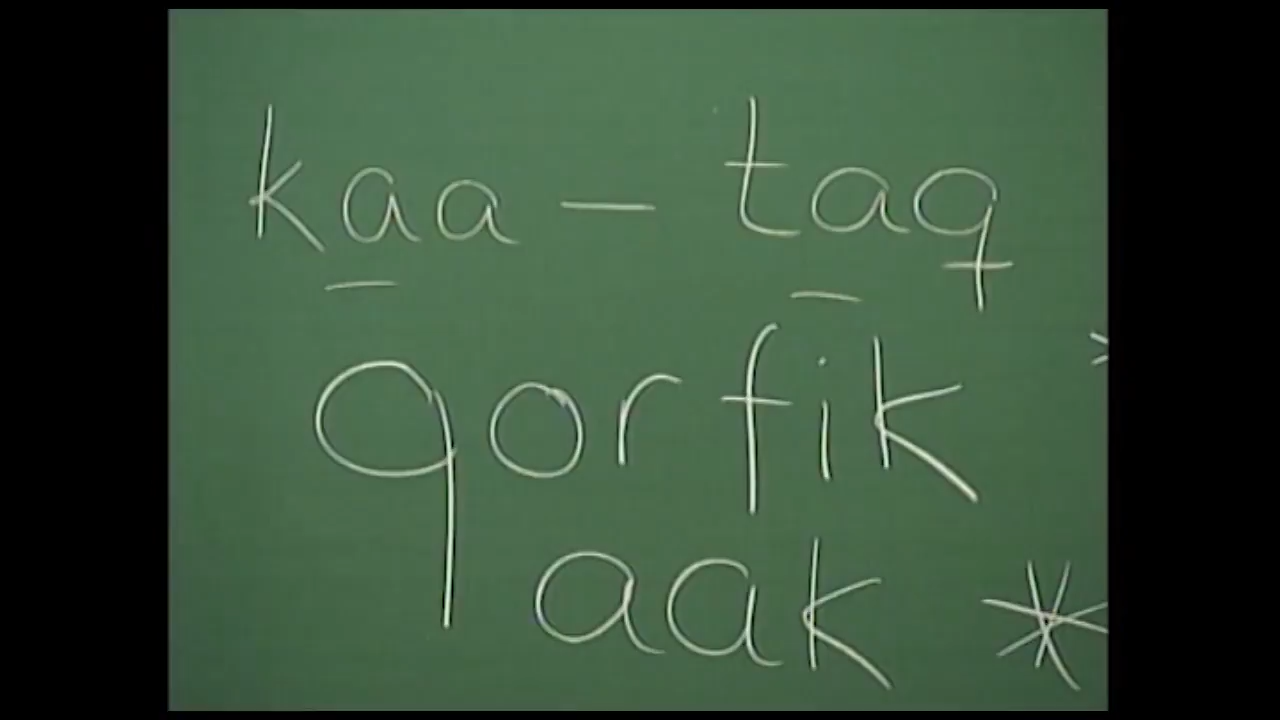 kaa - taq
qorfik
aak *